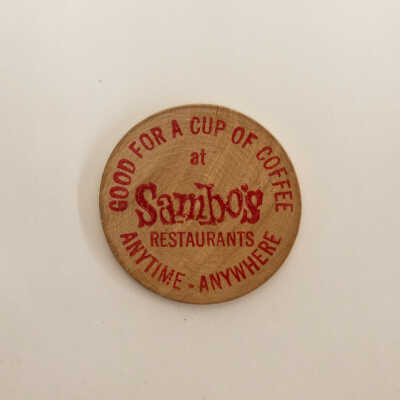 GOOD FOR A CUP OF COFFEE
at
Sambo's
RESTAURANTS
ANYTIME - ANYWHERE